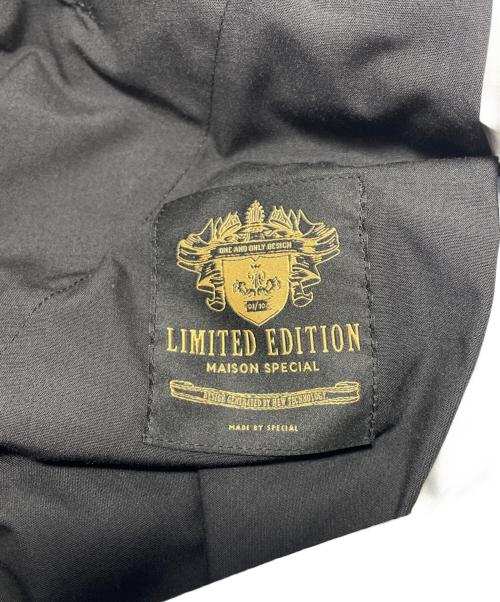 ONE AND ONLY DESIGN
01/10
LIMITED EDITION
MAISON SPECIAL
DESIGN GENERATED BY NEW TECHNOLOGY
MADE BY SPECIAL